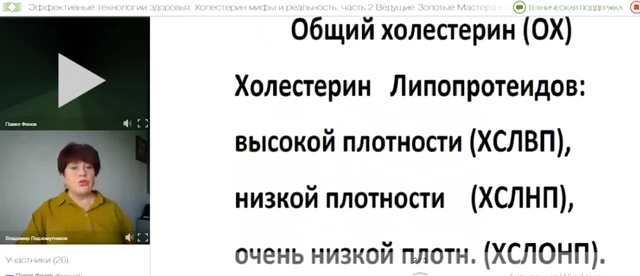 Эффективные технологии здоровья. Холестерин мифы и реальность. часть 2 Ведущие Золотые Мастера
ТЕХНИЧЕСКАЯ ПОДДЕРЖКА
Общий холестерин (ОХ)
Холестерин Липопротеидов:
высокой плотности (ХСЛВП),
низкой плотности (ХСЛНП),
очень низкой плотн. (ХСЛОНП).
Павел Фонов
Владимир Подхомутников
Участники (26):